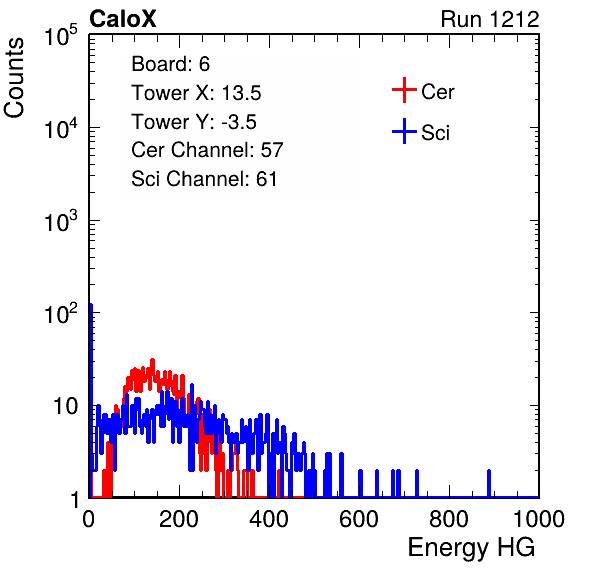 CaloX Run 1212
Counts
10^5
10^4
10^3
10^2
10
1
Board: 6
Tower X: 13.5
Tower Y: -3.5
Cer Channel: 57
Sci Channel: 61
Cer
Sci
0 200 400 600 800 1000
Energy HG